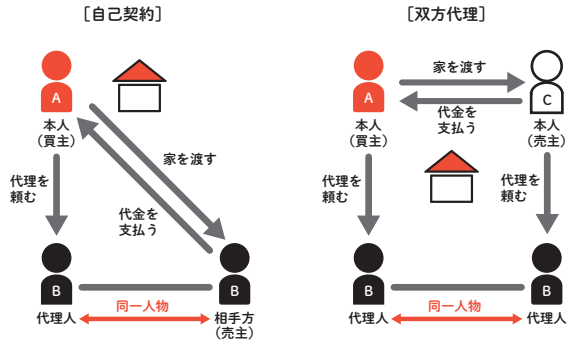 [自己契約]
A
本人
（買主）
家を渡す
代金を
支払う
代理を
頼む
B
代理人
同一人物
B
相手方
（売主）
[双方代理]
A
本人
（買主）
家を渡す
代金を
支払う
C
本人
（売主）
代理を
頼む
代理を
頼む
B
代理人
同一人物
B
代理人